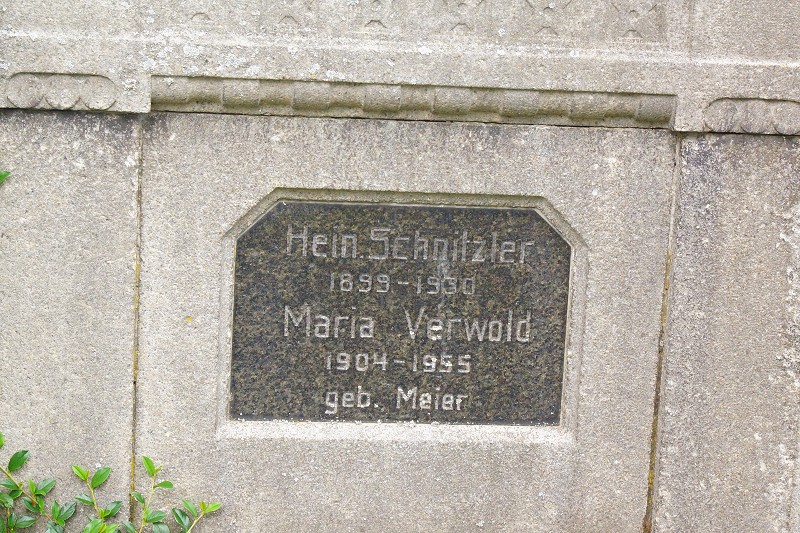 Hein. Schnitzler
1899-1930
Maria Verwold
1904-1955
geb. Meier